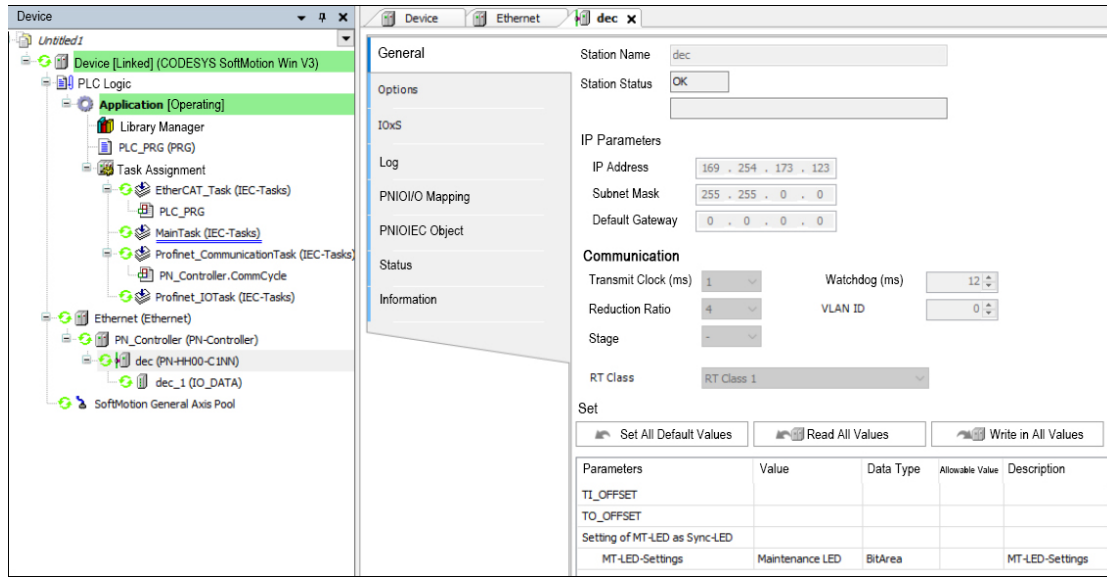 Device
Untitled1
Device [Linked] (CODESYS SoftMotion Win V3)
PLC Logic
Application [Operating]
Library Manager
PLC_PRG (PRG)
Task Assignment
EtherCAT_Task (IEC-Tasks)
PLC_PRG
MainTask (IEC-Tasks)
Profinet_CommunicationTask (IEC-Tasks)
PN_Controller.CommCycle
Profinet_IOTask (IEC-Tasks)
Ethernet (Ethernet)
PN_Controller (PN-Controller)
dec (PN-HH00-C1NN)
dec_1 (IO_DATA)
SoftMotion General Axis Pool
Device Ethernet dec
General
Options
IOxS
Log
PNIOI/O Mapping
PNIOIEC Object
Status
Information
Station Name dec
Station Status OK
IP Parameters
IP Address 169 . 254 . 173 . 123
Subnet Mask 255 . 255 . 0 . 0
Default Gateway 0 . 0 . 0 . 0
Communication
Transmit Clock (ms) 1 Watchdog (ms) 12
Reduction Ratio 4 VLAN ID 0
Stage -
RT Class RT Class 1
Set
Set All Default Values Read All Values Write in All Values
Parameters Value Data Type Allowable Value Description
TI_OFFSET
TO_OFFSET
Setting of MT-LED as Sync-LED
MT-LED-Settings Maintenance LED BitArea MT-LED-Settings